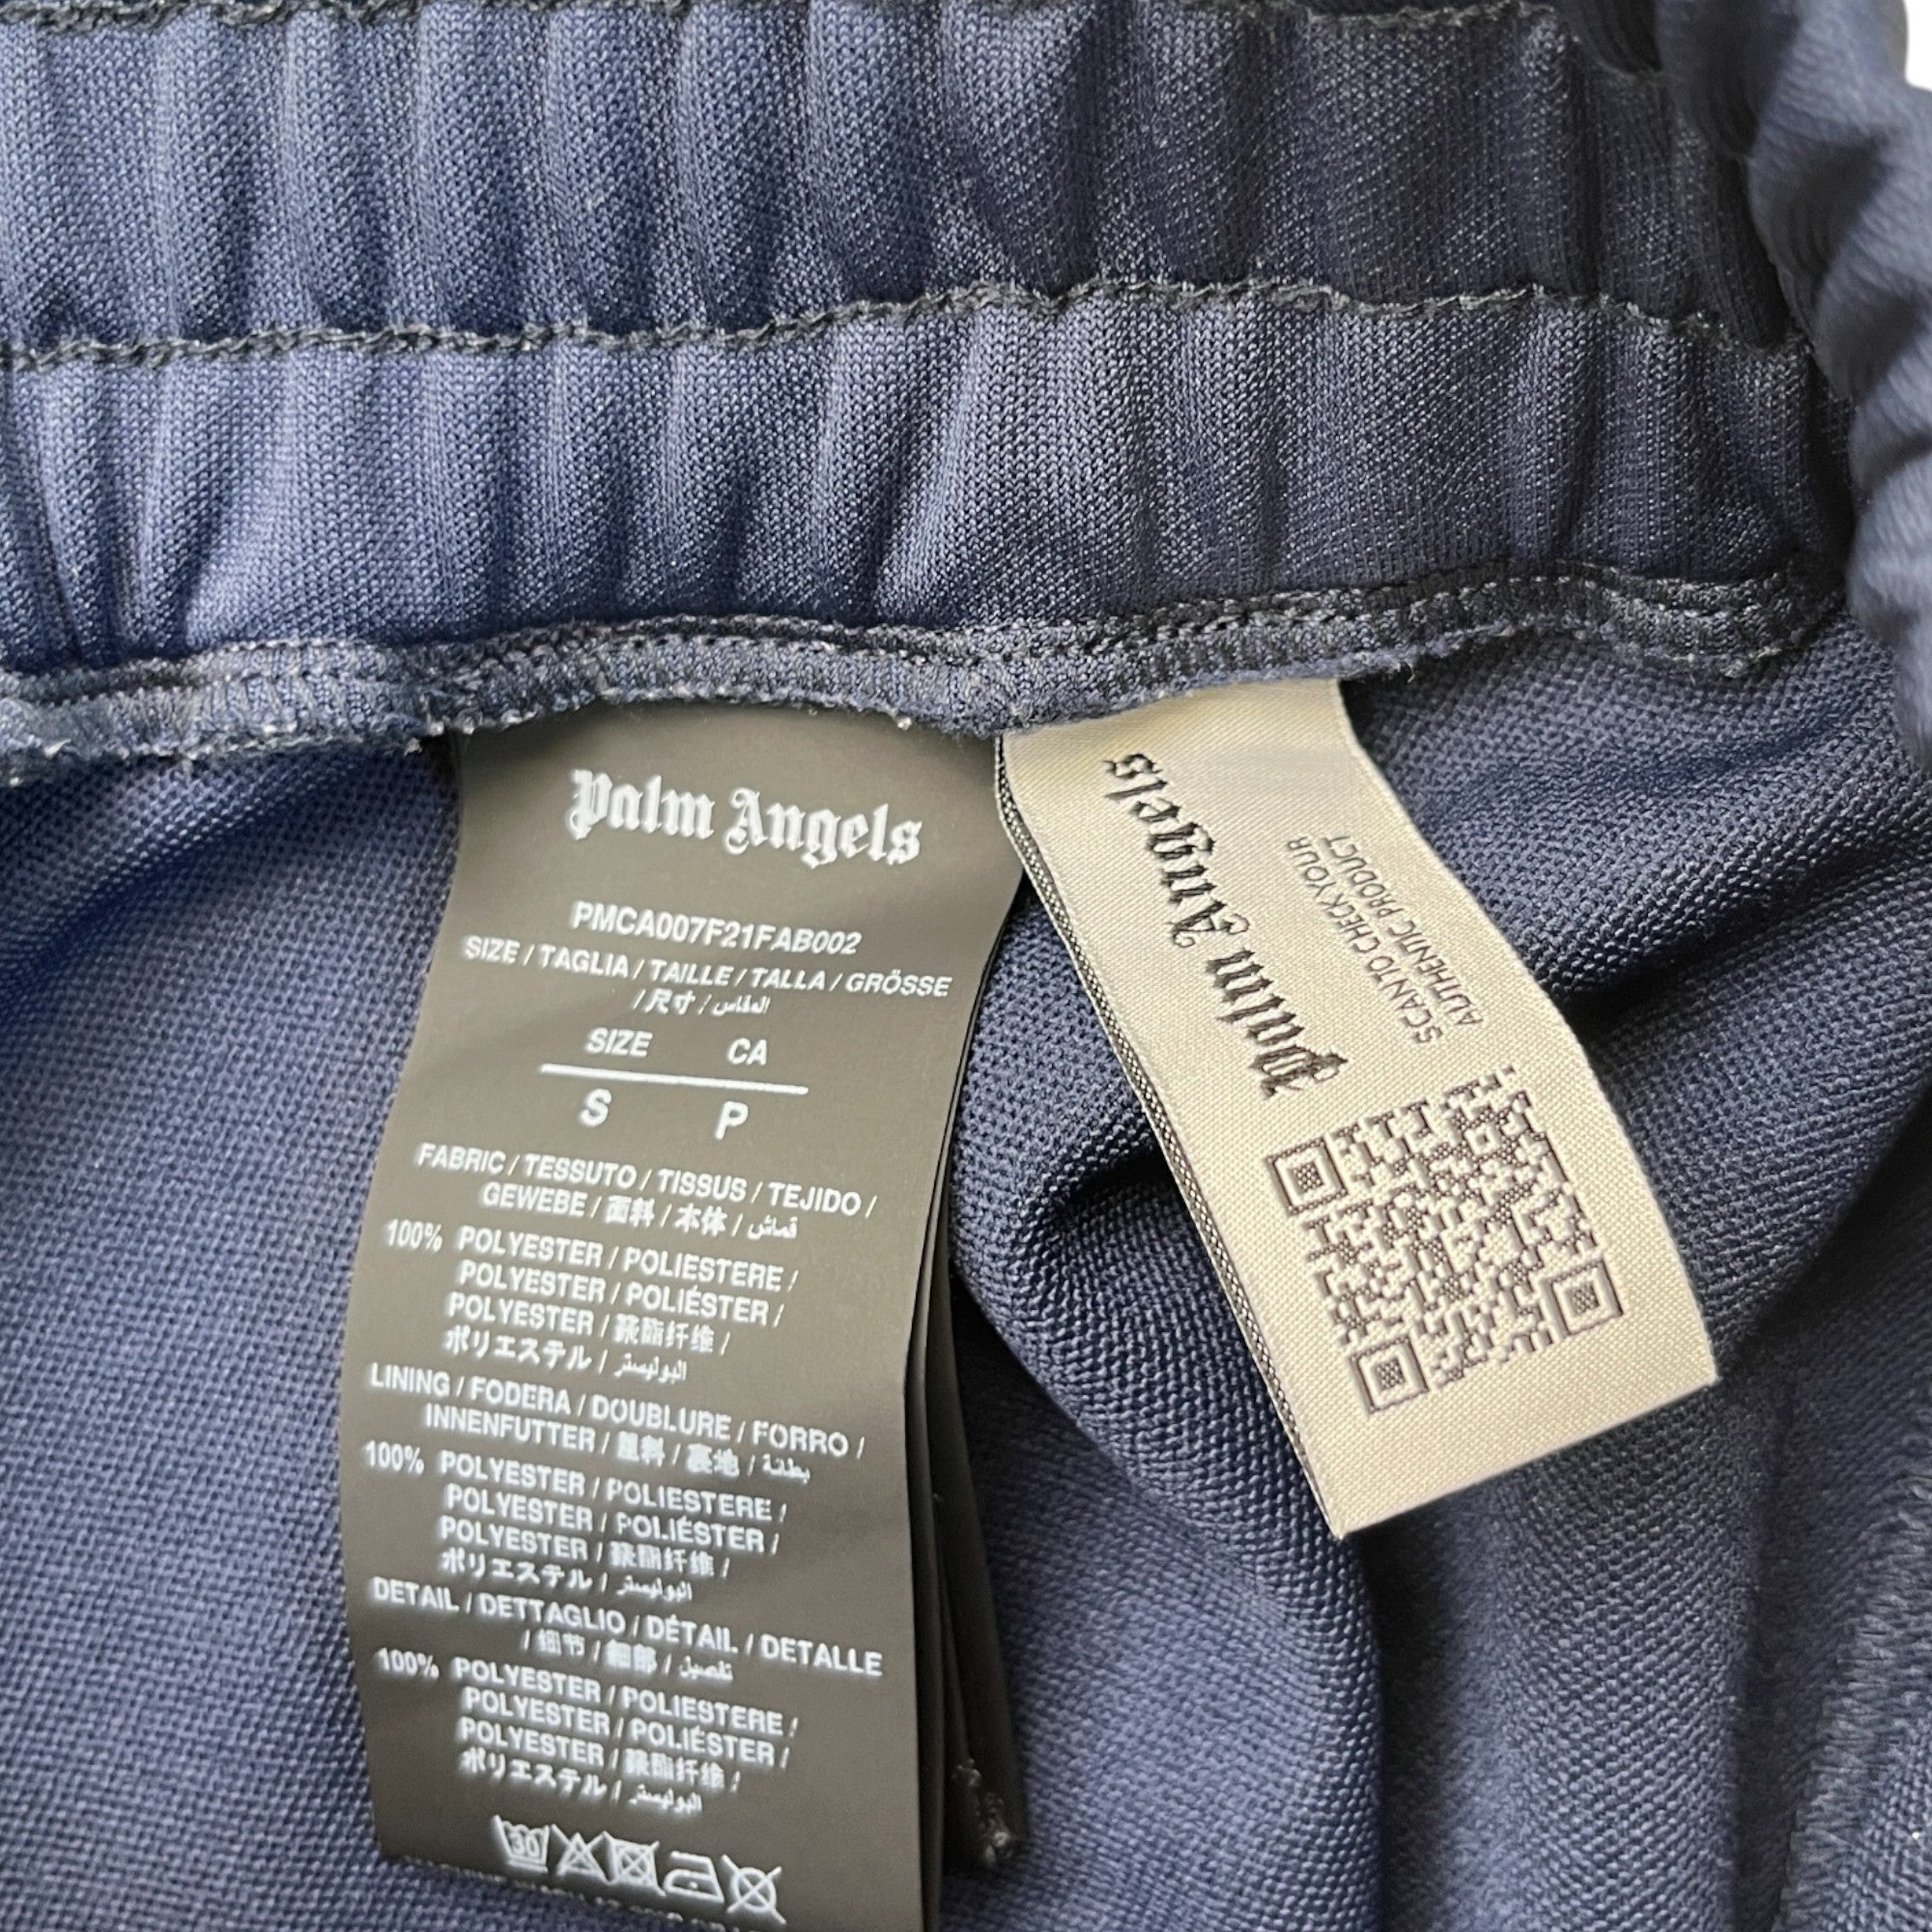 Palm Angels
PMCA007F21FAB002
SIZE / TAGLIA / TAILLE / TALLA / GRÖSSE
/ 尺寸 / المقاس
SIZE CA
S P
FABRIC / TESSUTO / TISSUS / TEJIDO /
GEWEBE / 面料 / 本体 / قماش
100% POLYESTER / POLIESTERE /
POLYESTER / POLIÉSTER /
POLYESTER / 聚酯纤维 /
ポリエステル / البوليستر
LINING / FODERA / DOUBLURE / FORRO /
INNENFUTTER / 里料 / 裏地 / بطانة
100% POLYESTER / POLIESTERE /
POLYESTER / POLIÉSTER /
POLYESTER / 聚酯纤维 /
ポリエステル / البوليستر
DETAIL / DETTAGLIO / DÉTAIL / DETALLE
/ 细节 / 細部 / تفصيل
100% POLYESTER / POLIESTERE /
POLYESTER / POLIÉSTER /
POLYESTER / 聚酯纤维 /
ポリエステル / البوليستر
30
Palm Angels
SCAN TO CHECK YOUR
AUTHENTIC PRODUCT